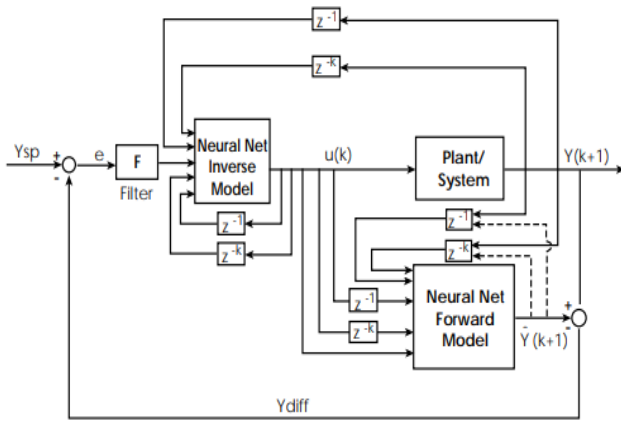 z -1
z -k
Ysp
+
-
e
F
Filter
Neural Net
Inverse
Model
u(k)
Plant/
System
Y(k+1)
z -1
z -k
z -1
z -k
z -1
z -k
Neural Net
Forward
Model
+
-
Ȳ (k+1)
Ydiff